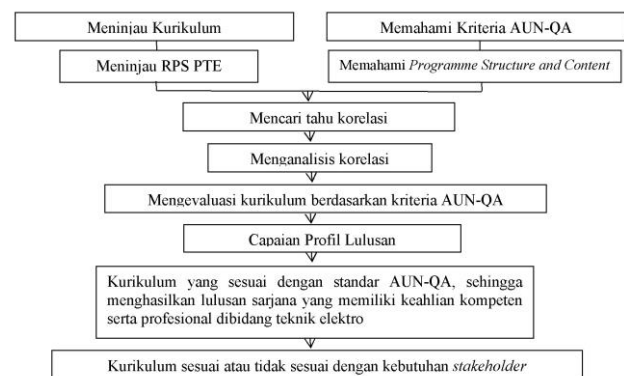 Meninjau Kurikulum
Memahami Kriteria AUN-QA
Meninjau RPS PTE
Memahami Programme Structure and Content
Mencari tahu korelasi
Menganalisis korelasi
Mengevaluasi kurikulum berdasarkan kriteria AUN-QA
Capaian Profil Lulusan
Kurikulum yang sesuai dengan standar AUN-QA, sehingga
menghasilkan lulusan sarjana yang memiliki keahlian kompeten
serta profesional dibidang teknik elektro
Kurikulum sesuai atau tidak sesuai dengan kebutuhan stakeholder